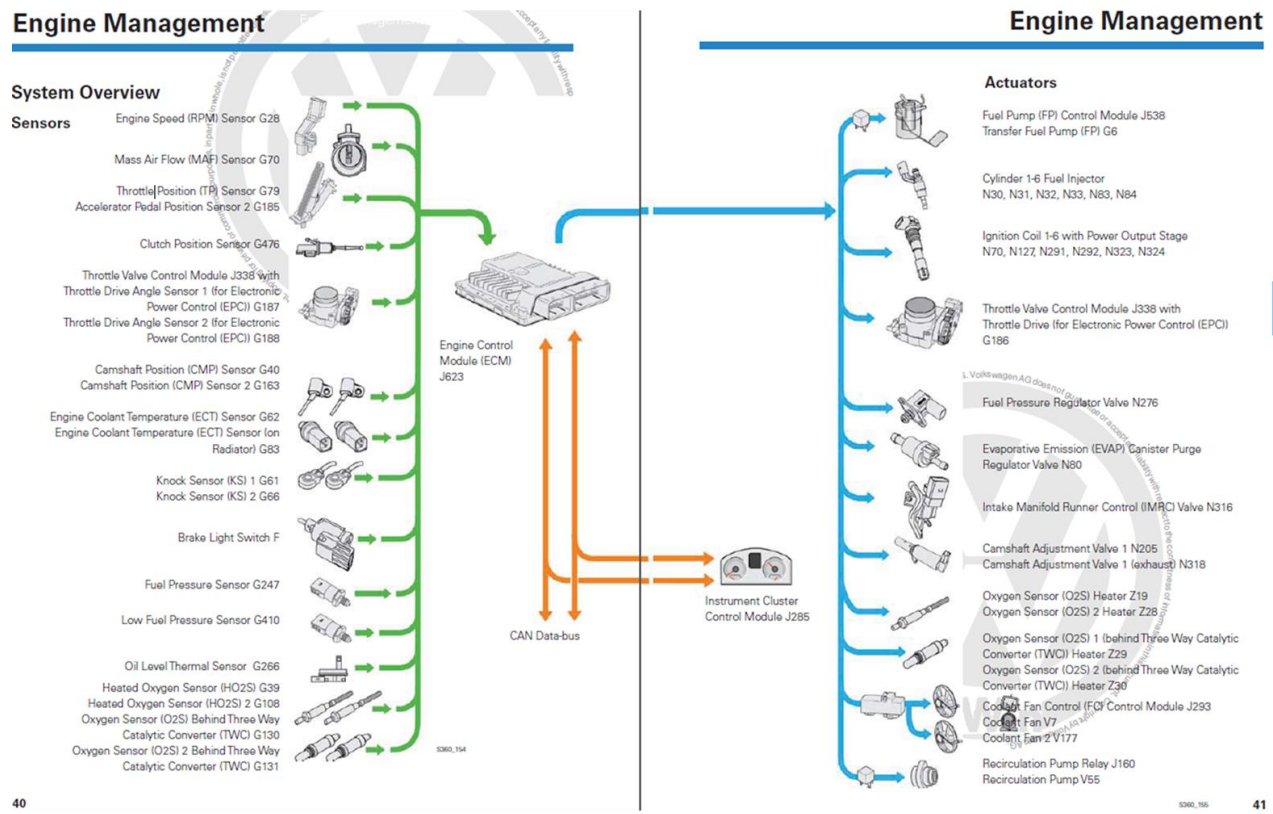 Engine Management
System Overview
Sensors
Engine Speed (RPM) Sensor G28
Mass Air Flow (MAF) Sensor G70
Throttle Position (TP) Sensor G79
Accelerator Pedal Position Sensor 2 G185
Clutch Position Sensor G476
Throttle Valve Control Module J338 with
Throttle Drive Angle Sensor 1 (for Electronic
Power Control (EPC)) G187
Throttle Drive Angle Sensor 2 (for Electronic
Power Control (EPC)) G188
Camshaft Position (CMP) Sensor G40
Camshaft Position (CMP) Sensor 2 G163
Engine Coolant Temperature (ECT) Sensor G62
Engine Coolant Temperature (ECT) Sensor (on
Radiator) G83
Knock Sensor (KS) 1 G61
Knock Sensor (KS) 2 G66
Brake Light Switch F
Fuel Pressure Sensor G247
Low Fuel Pressure Sensor G410
Oil Level Thermal Sensor G266
Heated Oxygen Sensor (HO2S) G39
Heated Oxygen Sensor (HO2S) 2 G108
Oxygen Sensor (O2S) Behind Three Way
Catalytic Converter (TWC) G130
Oxygen Sensor (O2S) 2 Behind Three Way
Catalytic Converter (TWC) G131
Engine Control
Module (ECM)
J623
CAN Data-bus
S360_154
40
Engine Management
Instrument Cluster
Control Module J285
Actuators
Fuel Pump (FP) Control Module J538
Transfer Fuel Pump (FP) G6
Cylinder 1-6 Fuel Injector
N30, N31, N32, N33, N83, N84
Ignition Coil 1-6 with Power Output Stage
N70, N127, N291, N292, N323, N324
Throttle Valve Control Module J338 with
Throttle Drive (for Electronic Power Control (EPC))
G186
Fuel Pressure Regulator Valve N276
Evaporative Emission (EVAP) Canister Purge
Regulator Valve N80
Intake Manifold Runner Control (IMRC) Valve N316
Camshaft Adjustment Valve 1 N205
Camshaft Adjustment Valve 1 (exhaust) N318
Oxygen Sensor (O2S) Heater Z19
Oxygen Sensor (O2S) 2 Heater Z28
Oxygen Sensor (O2S) 1 (behind Three Way Catalytic
Converter (TWC)) Heater Z29
Oxygen Sensor (O2S) 2 (behind Three Way Catalytic
Converter (TWC)) Heater Z30
Coolant Fan Control (FC) Control Module J293
Coolant Fan V7
Coolant Fan 2 V177
Recirculation Pump Relay J160
Recirculation Pump V55
S360_155
41